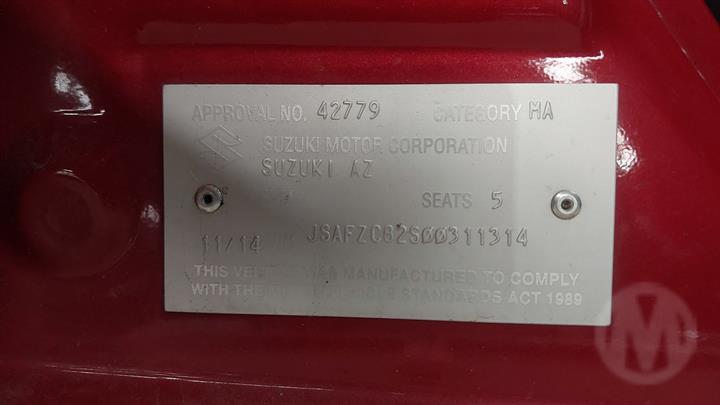 APPROVAL NO. 42779 CATEGORY MA
SUZUKI MOTOR CORPORATION
SUZUKI AZ
SEATS 5
11/14 JSAFZC82S00311314
THIS VEHICLE WAS MANUFACTURED TO COMPLY
WITH THE VEHICLE STANDARDS ACT 1989
M